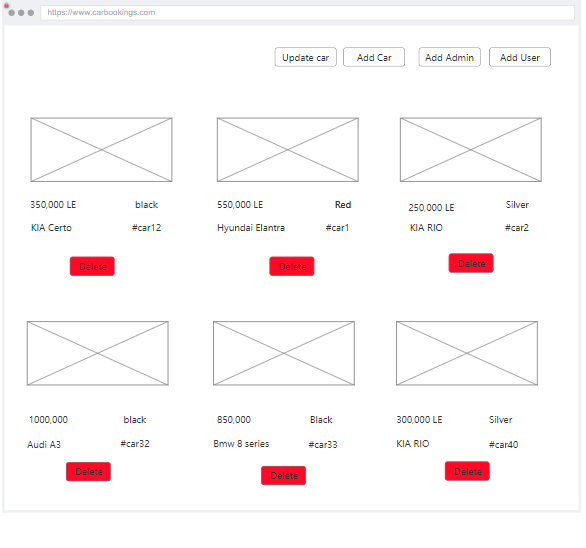 https://www.carbookings.com
Update car Add Car Add Admin Add User
350,000 LE black 550,000 LE Red 250,000 LE Silver
KIA Certo #car12 Hyundai Elantra #car1 KIA RIO #car2
Delete Delete Delete
1000,000 black 850,000 Black 300,000 LE Silver
Audi A3 #car32 Bmw 8 series #car33 KIA RIO #car40
Delete Delete Delete